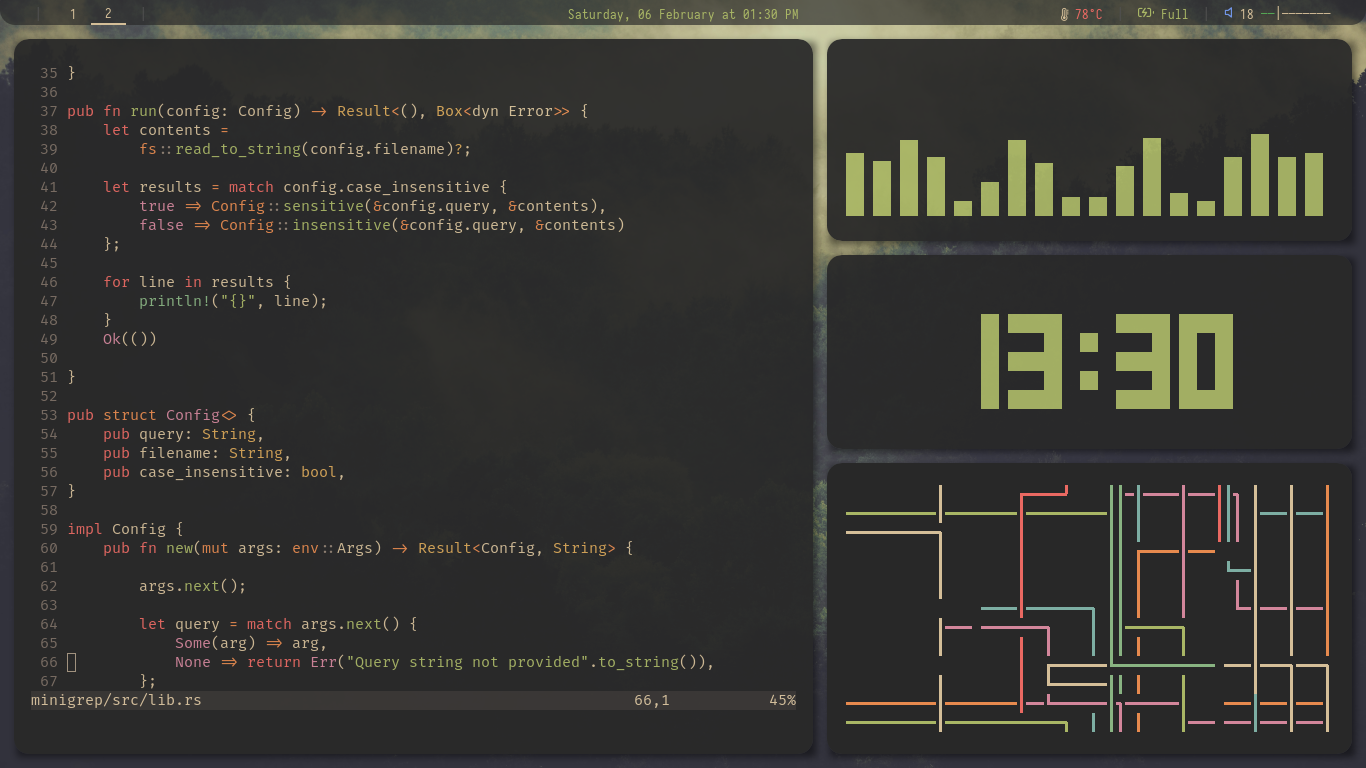 1 2 Saturday, 06 February at 01:30 PM 78°C Full 18
35 }
36
37 pub fn run(config: Config) -> Result<(), Box<dyn Error>> {
38     let contents =
39         fs::read_to_string(config.filename)?;
40
41     let results = match config.case_insensitive {
42         true => Config::sensitive(&config.query, &contents),
43         false => Config::insensitive(&config.query, &contents)
44     };
45
46     for line in results {
47         println!("{}", line);
48     }
49     Ok(())
50
51 }
52
53 pub struct Config<> {
54     pub query: String,
55     pub filename: String,
56     pub case_insensitive: bool,
57 }
58
59 impl Config {
60     pub fn new(mut args: env::Args) -> Result<Config, String> {
61
62         args.next();
63
64         let query = match args.next() {
65             Some(arg) => arg,
66             None => return Err("Query string not provided".to_string()),
67         };
minigrep/src/lib.rs 66,1 45%
13:30